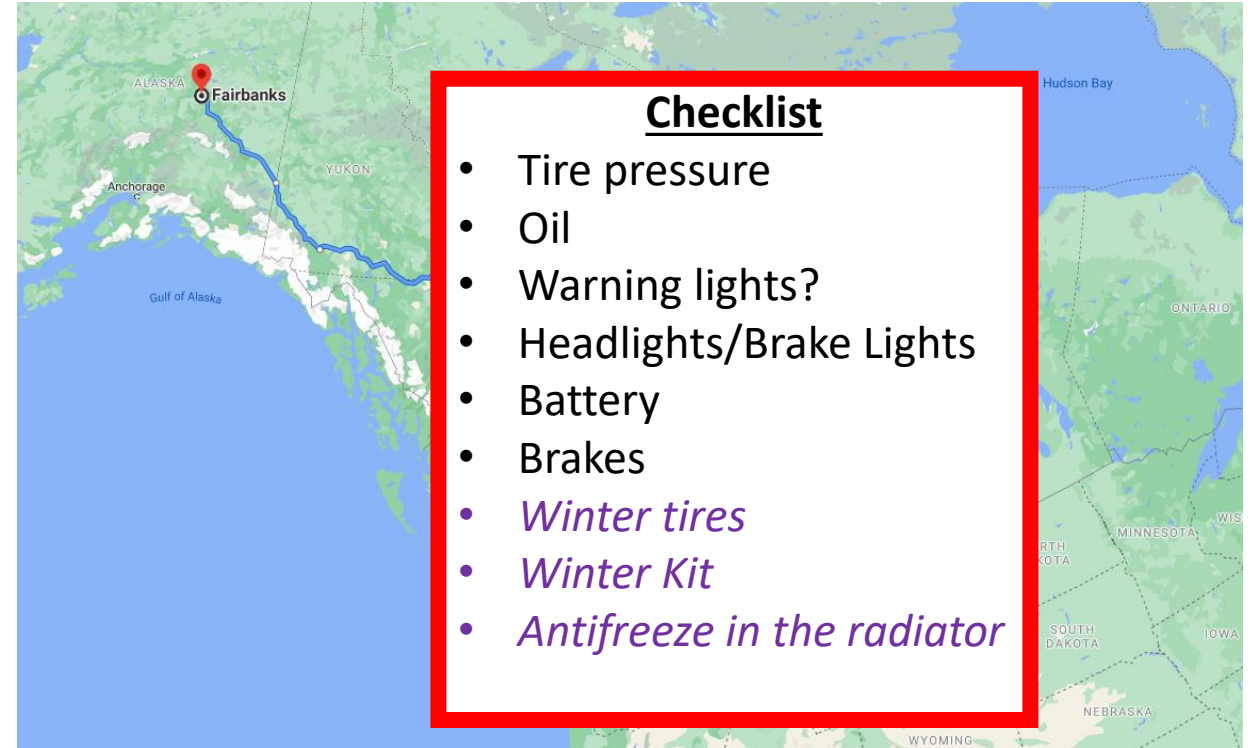 ALASKA
Fairbanks
Anchorage
YUKON
Gulf of Alaska
Hudson Bay
ONTARIO
MINNESOTA
WIS
RTH
KOTA
SOUTH
DAKOTA
IOWA
NEBRASKA
WYOMING
Checklist
• Tire pressure
• Oil
• Warning lights?
• Headlights/Brake Lights
• Battery
• Brakes
• Winter tires
• Winter Kit
• Antifreeze in the radiator